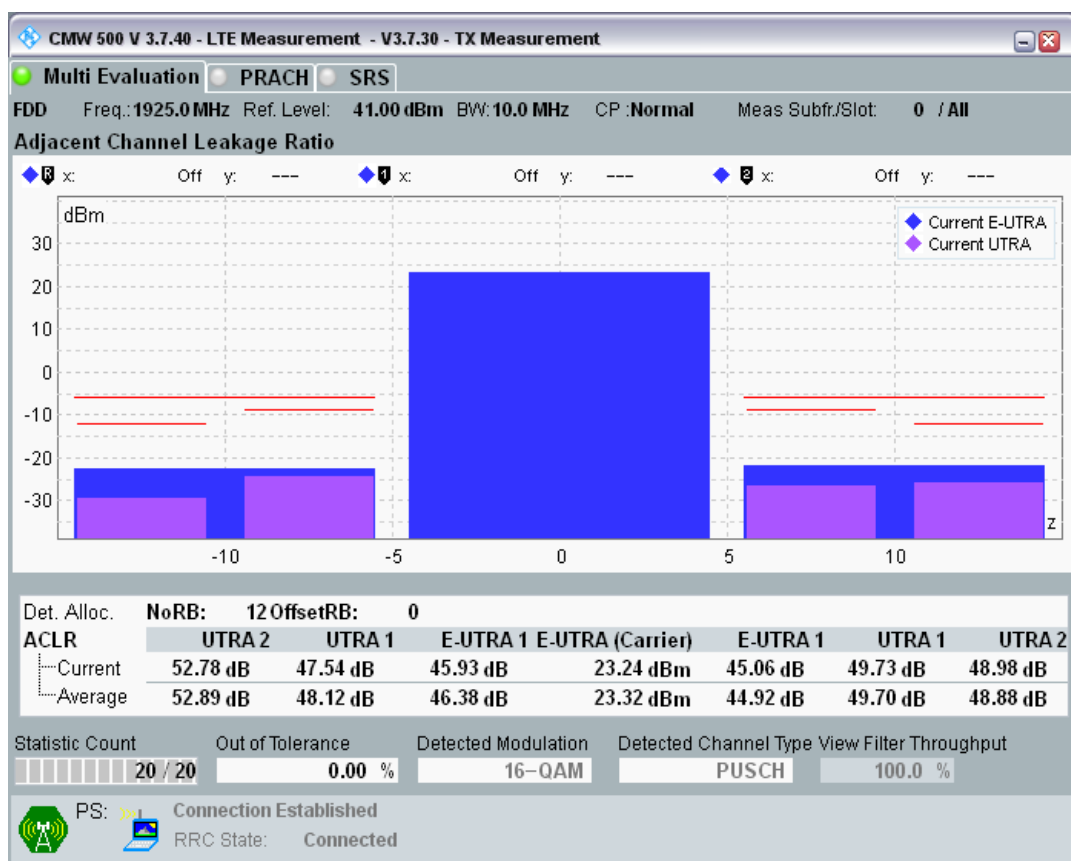 CMW 500 V 3.7.40 - LTE Measurement - V3.7.30 - TX Measurement
Multi Evaluation PRACH SRS
FDD Freq.: 1925.0 MHz Ref. Level: 41.00 dBm BW: 10.0 MHz CP :Normal Meas Subfr./Slot: 0 / All
Adjacent Channel Leakage Ratio
R x: Off y: --- 1 x: Off y: --- 2 x: Off y: ---
dBm
Current E-UTRA
Current UTRA
30
20
10
0
-10
-20
-30
z
-10 -5 0 5 10
Det. Alloc. NoRB: 12 OffsetRB: 0
ACLR UTRA 2 UTRA 1 E-UTRA 1 E-UTRA (Carrier) E-UTRA 1 UTRA 1 UTRA 2
Current 52.78 dB 47.54 dB 45.93 dB 23.24 dBm 45.06 dB 49.73 dB 48.98 dB
Average 52.89 dB 48.12 dB 46.38 dB 23.32 dBm 44.92 dB 49.70 dB 48.88 dB
Statistic Count Out of Tolerance Detected Modulation Detected Channel Type View Filter Throughput
20 / 20 0.00 % 16-QAM PUSCH 100.0 %
PS: Connection Established
RRC State: Connected